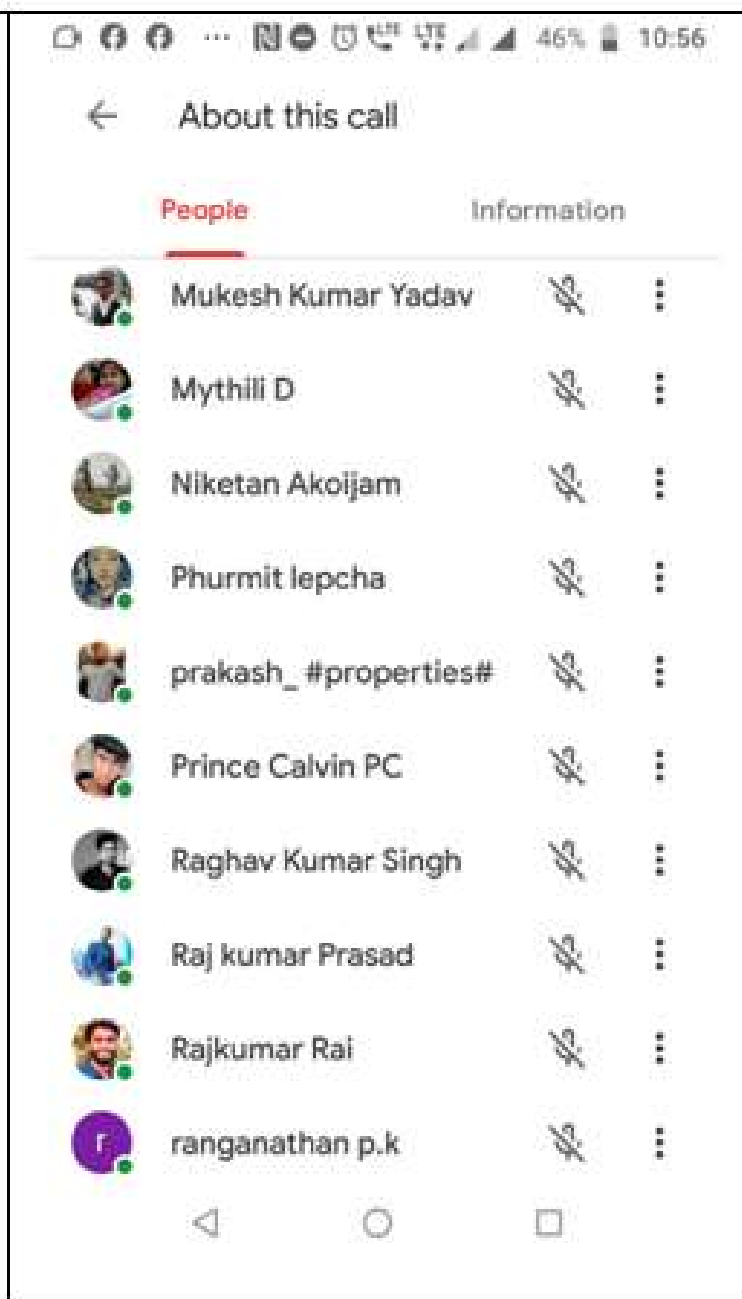 46% 10:56
About this call
People Information
Mukesh Kumar Yadav
Mythili D
Niketan Akoijam
Phurmit lepcha
prakash_ #properties#
Prince Calvin PC
Raghav Kumar Singh
Raj kumar Prasad
Rajkumar Rai
r ranganathan p.k